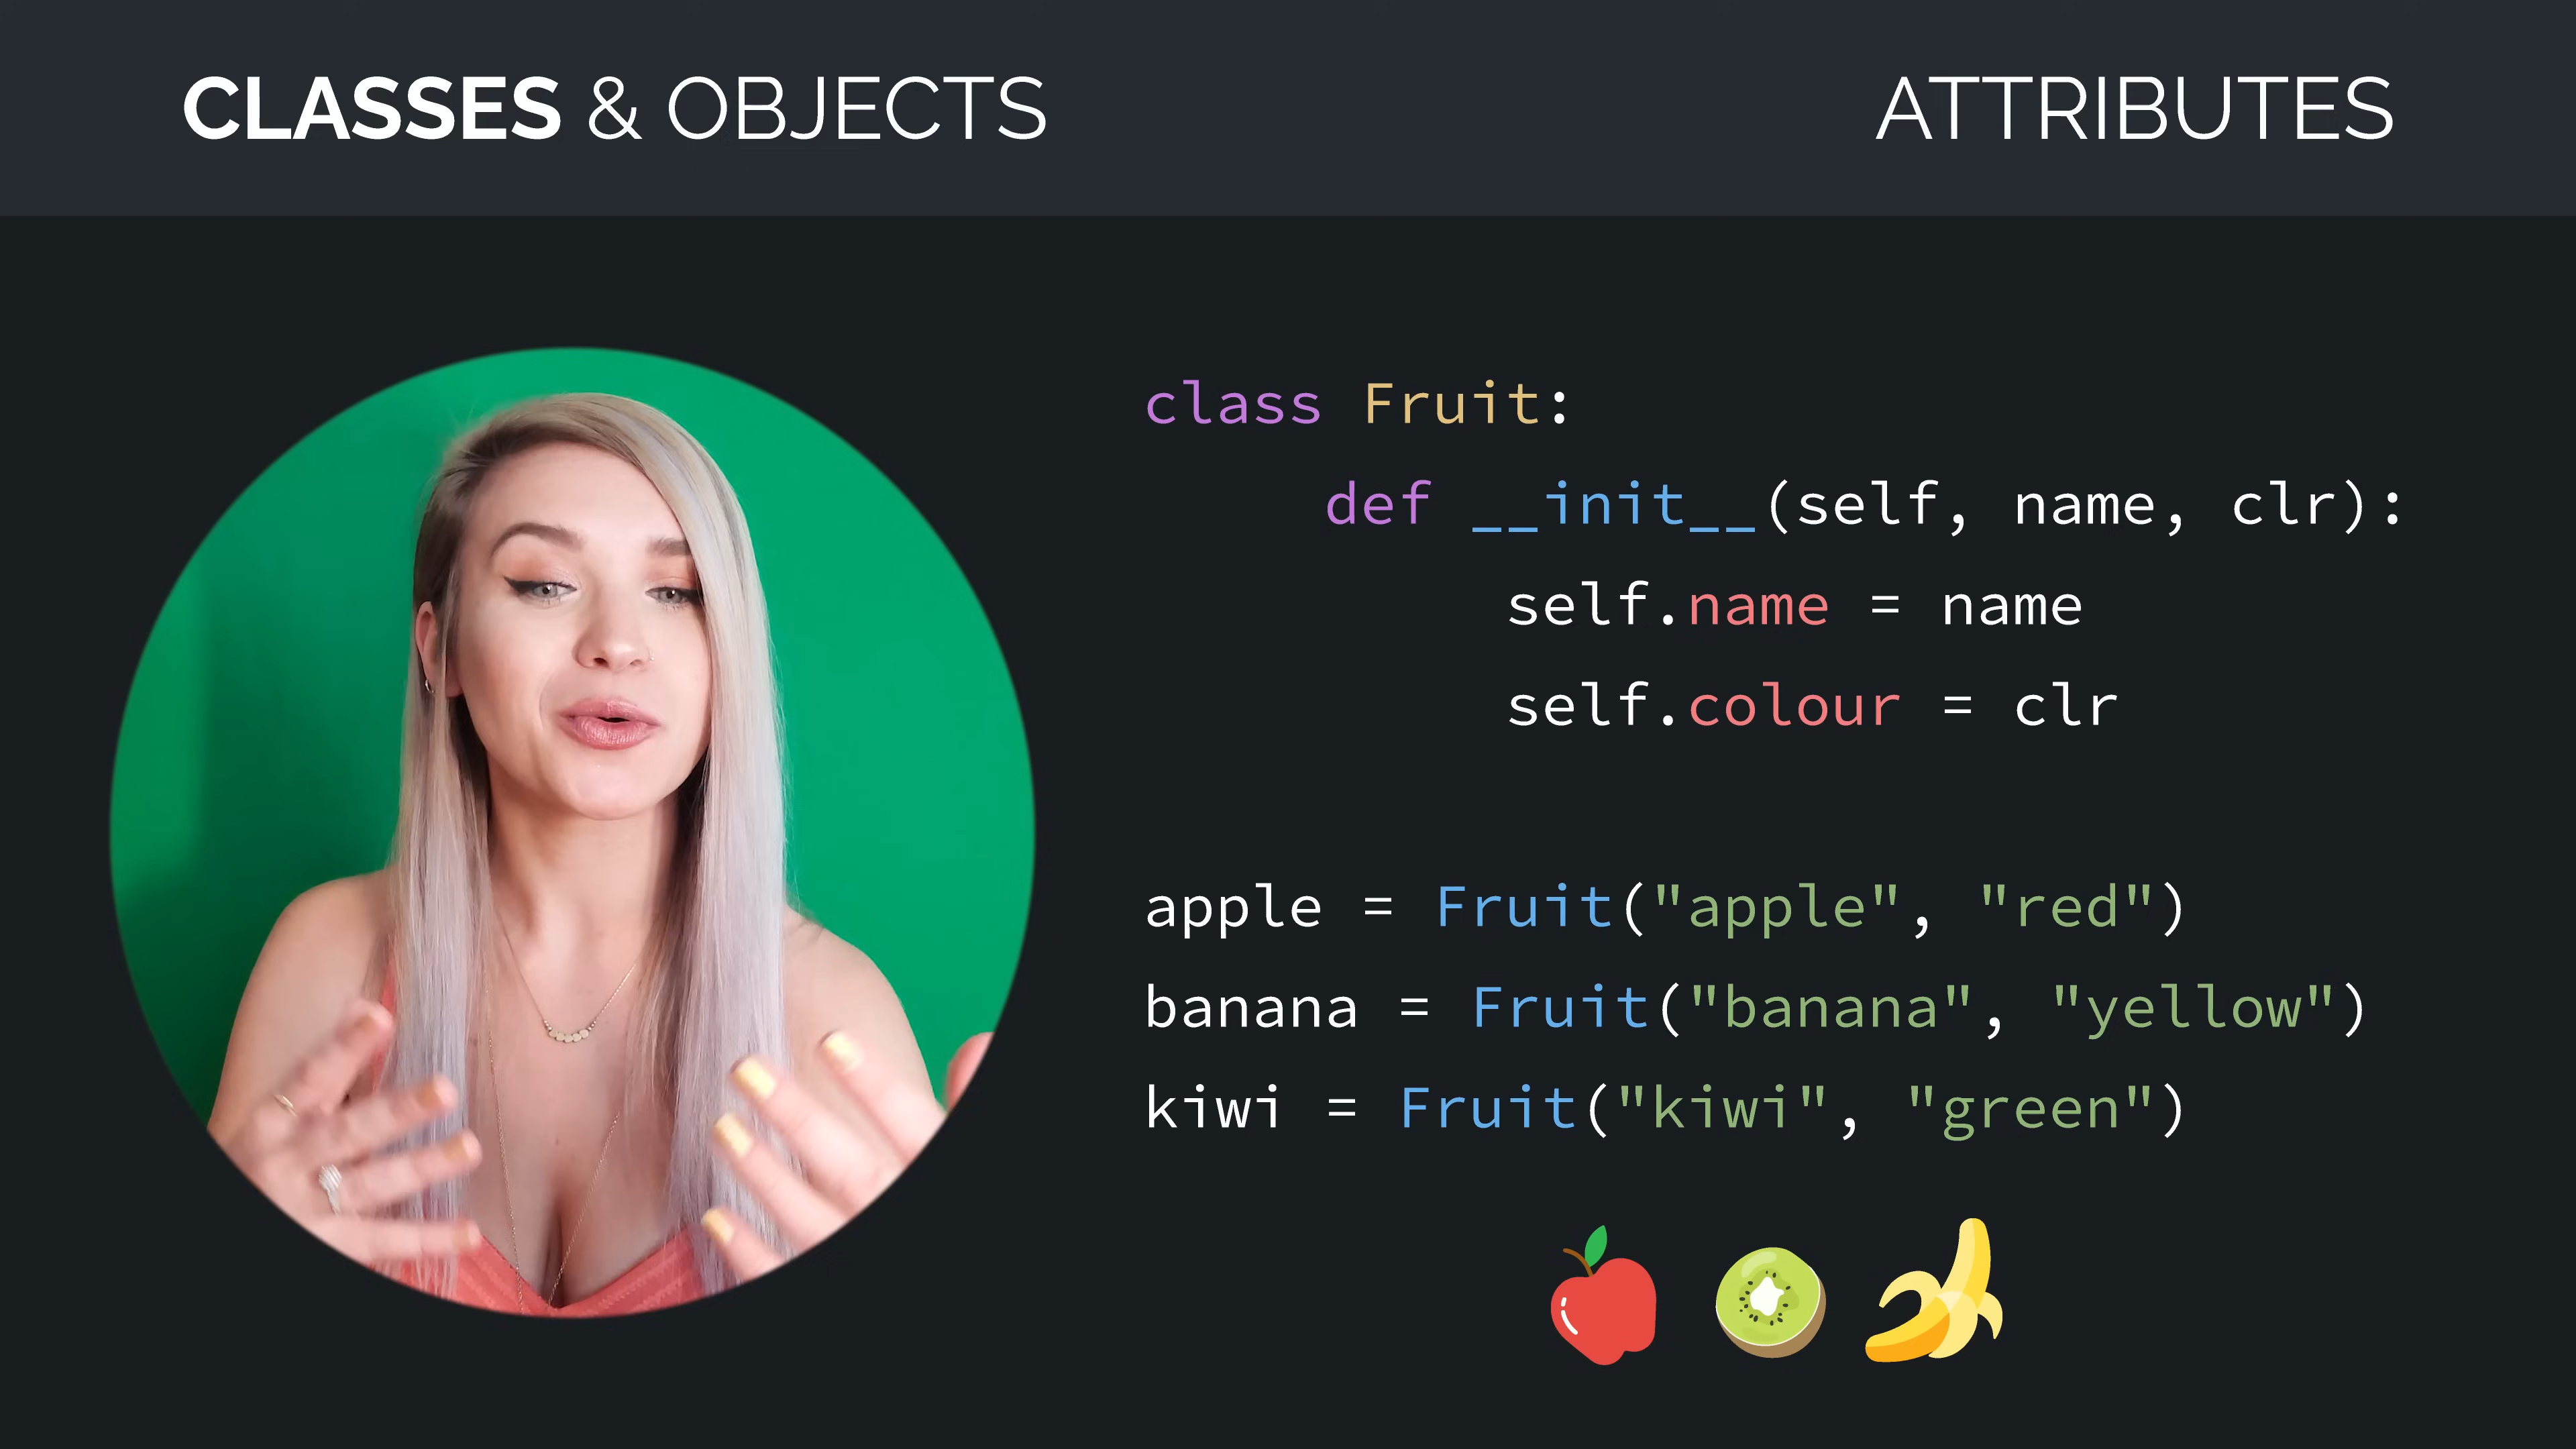 CLASSES & OBJECTS
ATTRIBUTES
class Fruit:
    def __init__(self, name, clr):
        self.name = name
        self.colour = clr
apple = Fruit("apple", "red")
banana = Fruit("banana", "yellow")
kiwi = Fruit("kiwi", "green")